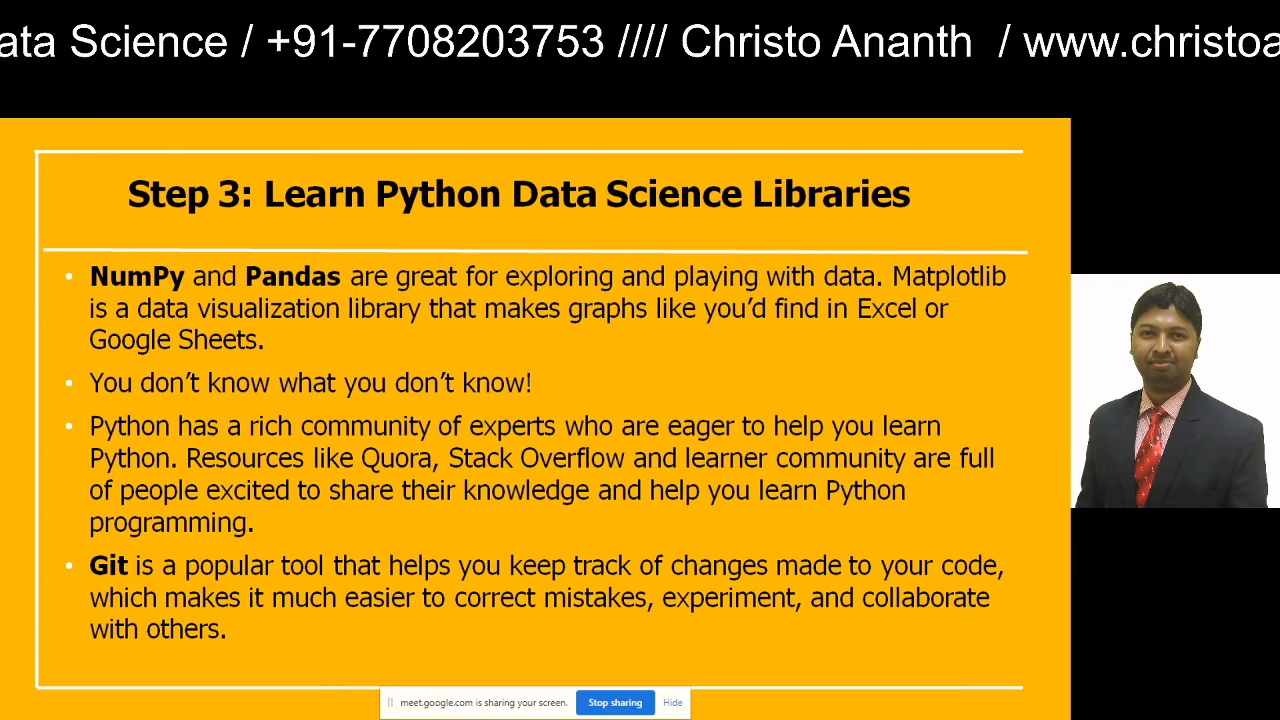 ata Science / +91-7708203753 //// Christo Ananth / www.christoa
Step 3: Learn Python Data Science Libraries
• NumPy and Pandas are great for exploring and playing with data. Matplotlib
is a data visualization library that makes graphs like you’d find in Excel or
Google Sheets.
• You don’t know what you don’t know!
• Python has a rich community of experts who are eager to help you learn
Python. Resources like Quora, Stack Overflow and learner community are full
of people excited to share their knowledge and help you learn Python
programming.
• Git is a popular tool that helps you keep track of changes made to your code,
which makes it much easier to correct mistakes, experiment, and collaborate
with others.
meet.google.com is sharing your screen. Stop sharing Hide